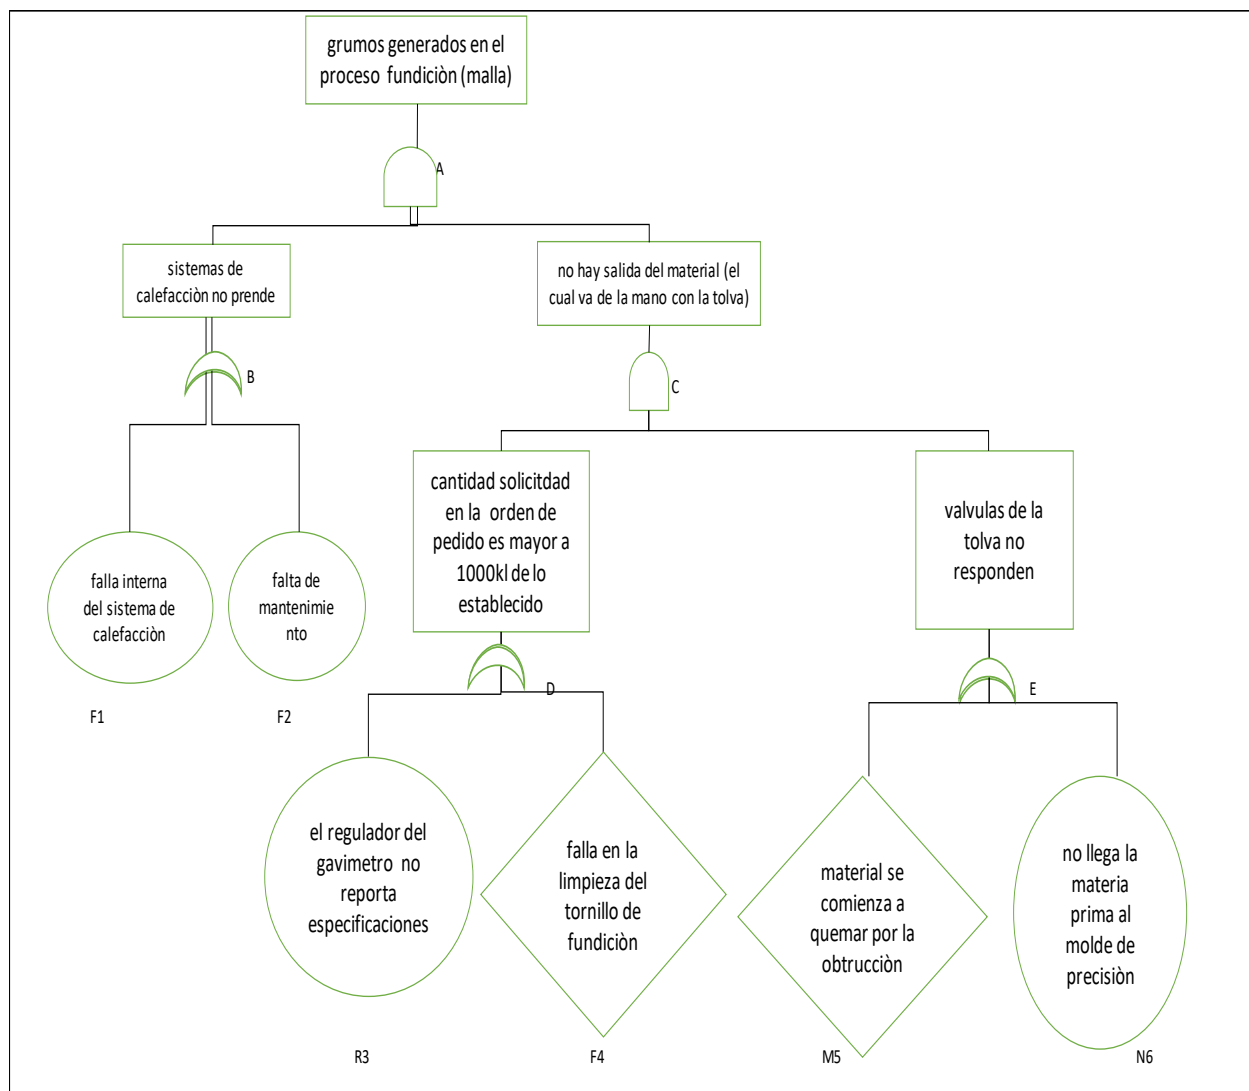 grumos generados en el
proceso fundiciòn (malla)
A
sistemas de
calefacciòn no prende
no hay salida del material (el
cual va de la mano con la tolva)
B
C
cantidad solicitdad
en la orden de
pedido es mayor a
1000kl de lo
establecido
valvulas de la
tolva no
responden
falla interna
del sistema de
calefacciòn
falta de
mantenimie
nto
D
E
F1
F2
el regulador del
gavimetro no
reporta
especificaciones
falla en la
limpieza del
tornillo de
fundiciòn
material se
comienza a
quemar por la
obtrucciòn
no llega la
materia
prima al
molde de
precisiòn
R3
F4
M5
N6